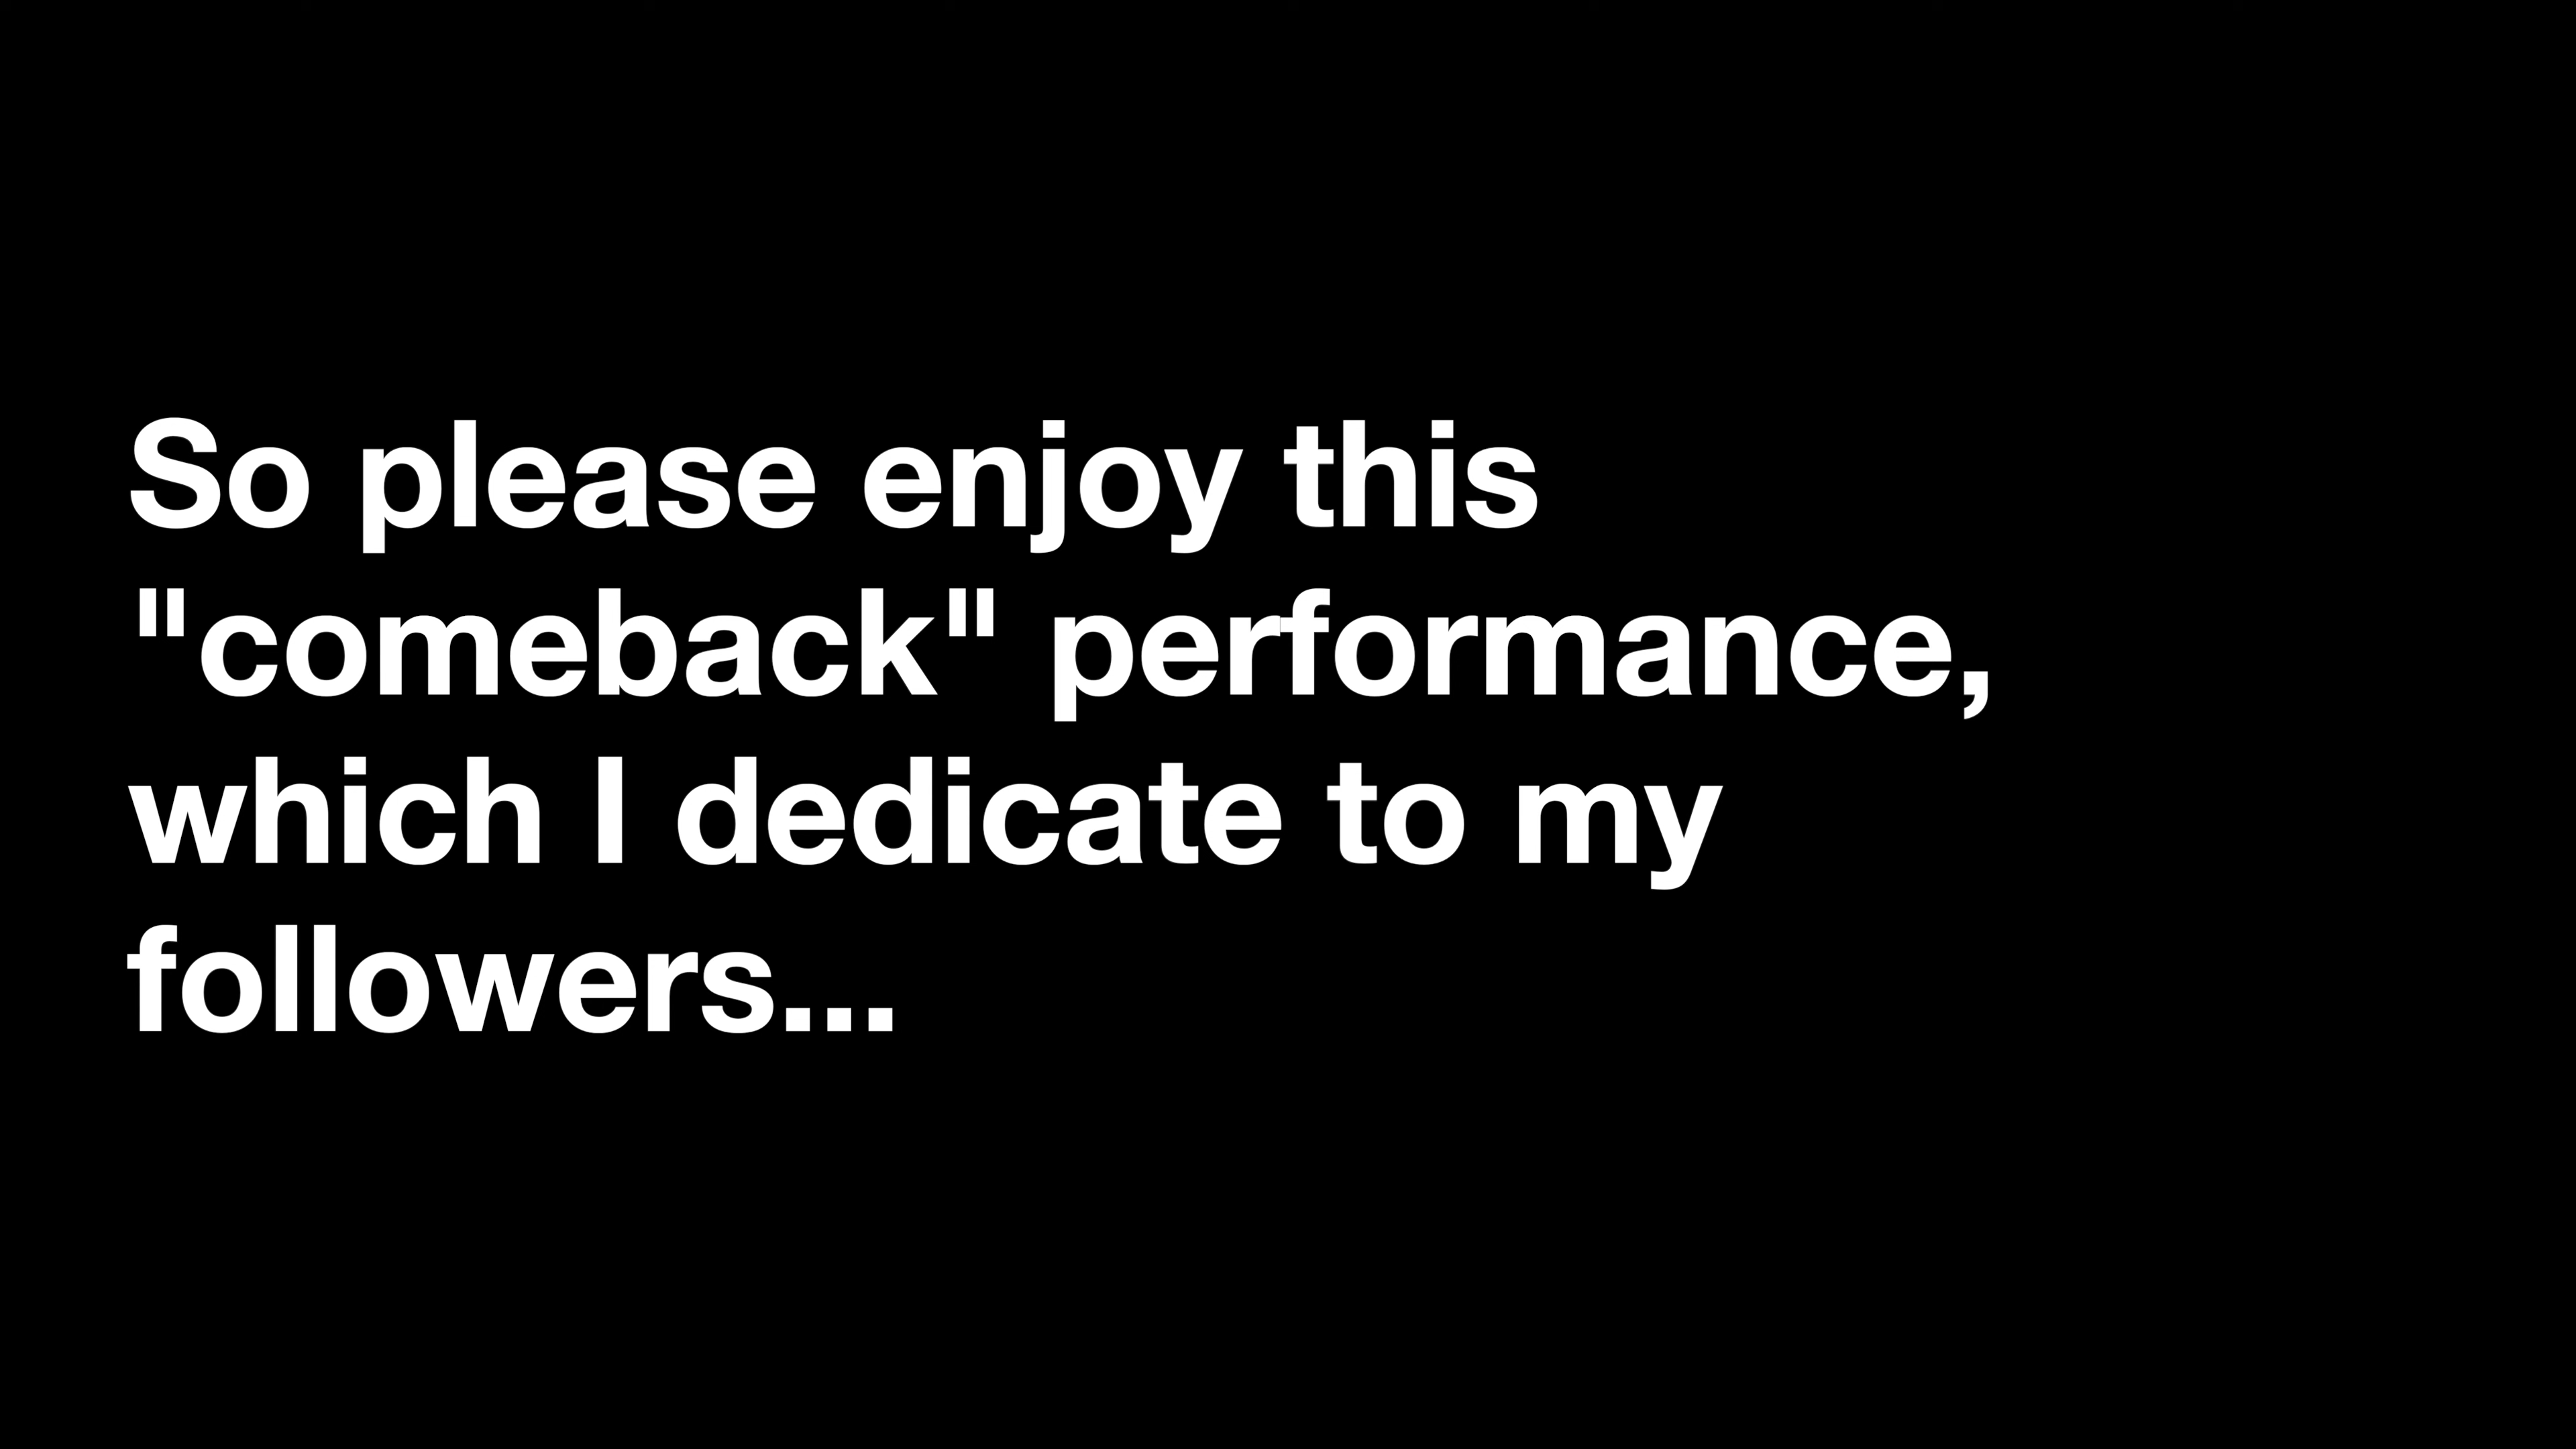 So please enjoy this
"comeback" performance,
which I dedicate to my
followers...